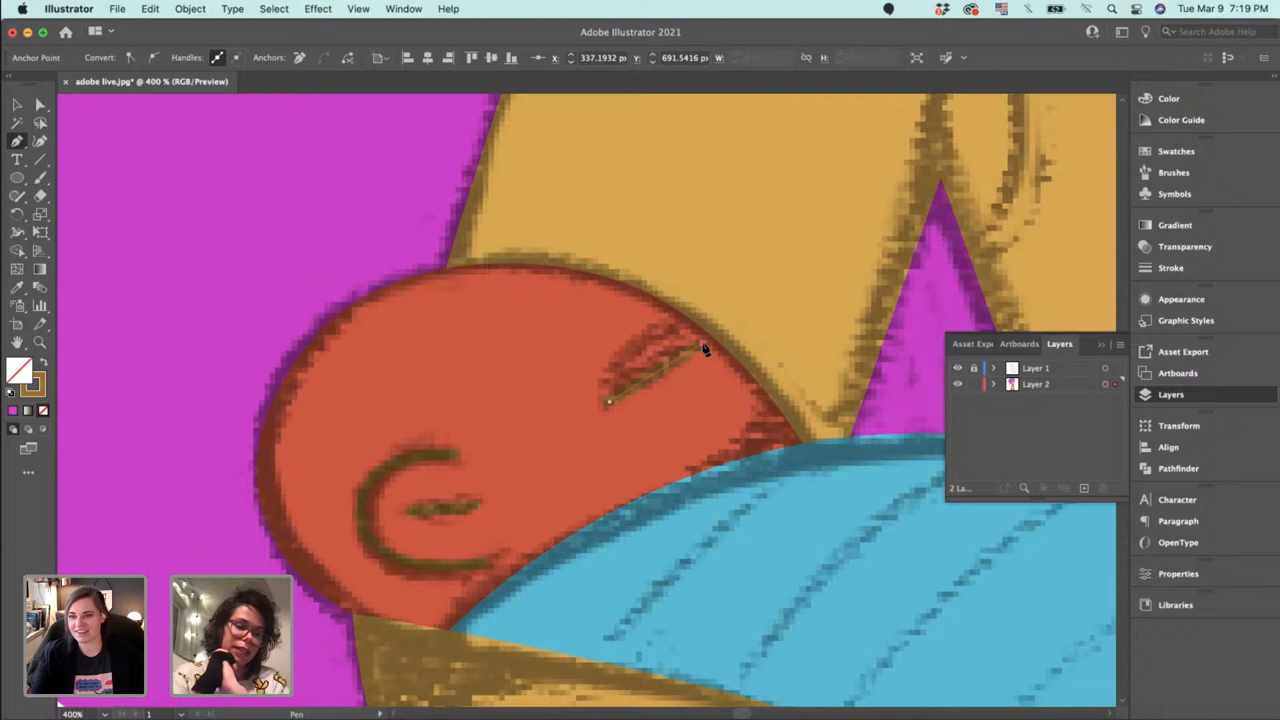 Illustrator File Edit Object Type Select Effect View Window Help Tue Mar 9 7:19 PM
Adobe Illustrator 2021 Search Adobe Help
Anchor Point Convert: Handles: Anchors: X: 337.1932 px Y: 691.5416 px W: H:
× adobe live.jpg* @ 400 % (RGB/Preview)
Color
Color Guide
Swatches
Brushes
Symbols
Gradient
Transparency
Stroke
Appearance
Graphic Styles
Asset Export
Artboards
Layers
Transform
Align
Pathfinder
Character
Paragraph
OpenType
Properties
Libraries
Asset Expo Artboards Layers
Layer 1
Layer 2
2 La...
400% 1 Pen